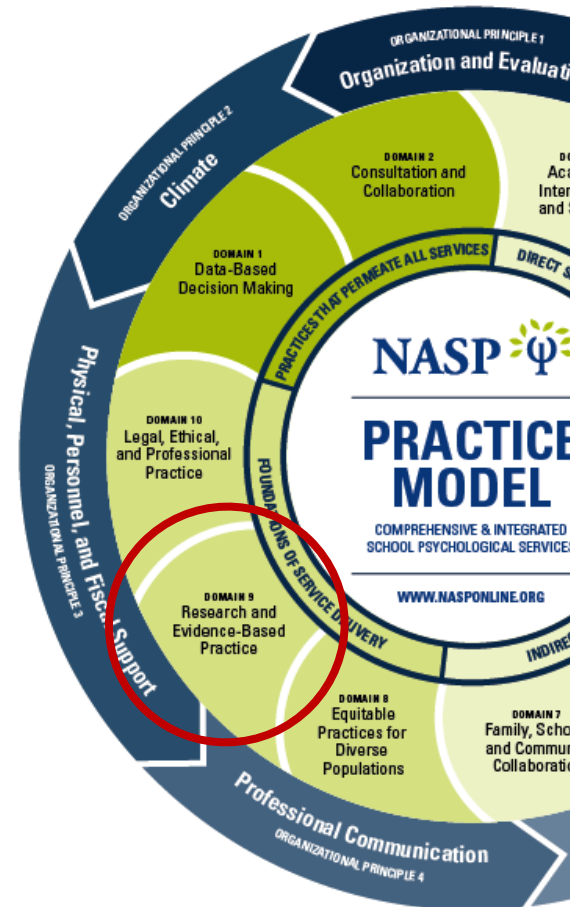 ORGANIZATIONAL PRINCIPLE 1
Organization and Evaluati
ORGANIZATIONAL PRINCIPLE 2
Climate
DOMAIN 2
Consultation and
Collaboration
DO
Aca
Inter
and S
DOMAIN 1
Data-Based
Decision Making
PRACTICES THAT PERMEATE ALL SERVICES
DIRECT S
NASP
PRACTICE
MODEL
COMPREHENSIVE & INTEGRATED
SCHOOL PSYCHOLOGICAL SERVICES
WWW.NASPONLINE.ORG
Physical, Personnel, and Fiscal Support
ORGANIZATIONAL PRINCIPLE 3
DOMAIN 10
Legal, Ethical,
and Professional
Practice
FOUNDATIONS OF SERVICE DELIVERY
DOMAIN 9
Research and
Evidence-Based
Practice
INDIRE
DOMAIN 8
Equitable
Practices for
Diverse
Populations
DOMAIN 7
Family, Scho
and Commun
Collaboratio
Professional Communication
ORGANIZATIONAL PRINCIPLE 4